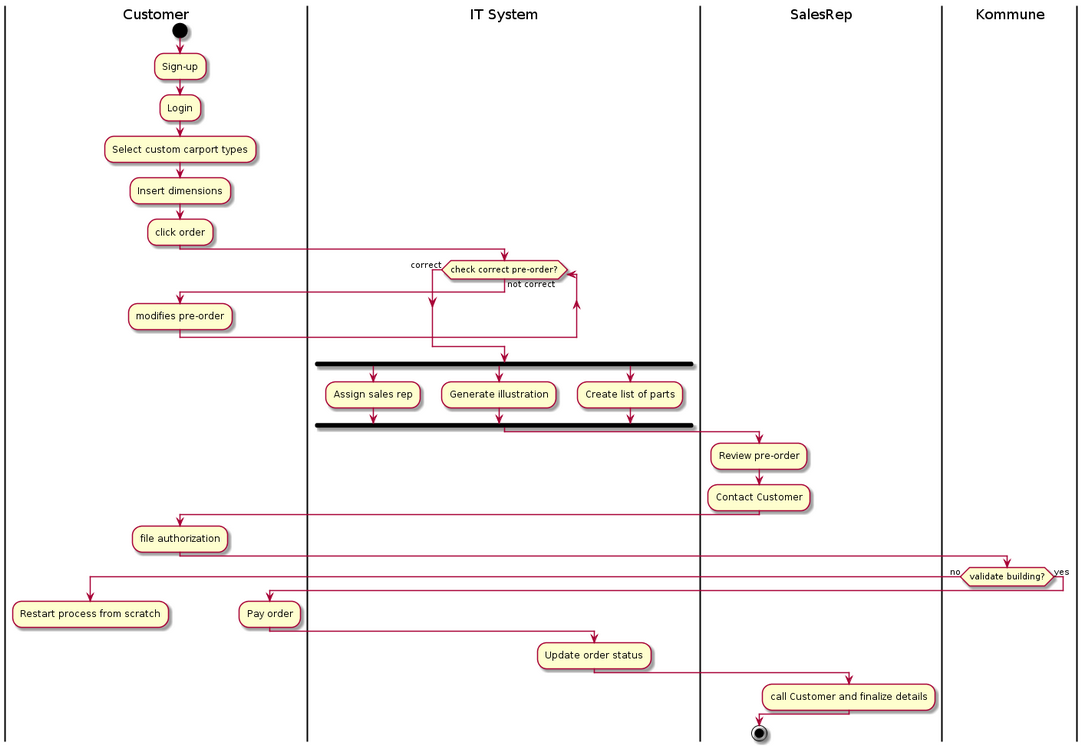 Customer
IT System
SalesRep
Kommune
Sign-up
Login
Select custom carport types
Insert dimensions
click order
correct
check correct pre-order?
not correct
modifies pre-order
Assign sales rep
Generate illustration
Create list of parts
Review pre-order
Contact Customer
file authorization
no
validate building?
yes
Restart process from scratch
Pay order
Update order status
call Customer and finalize details